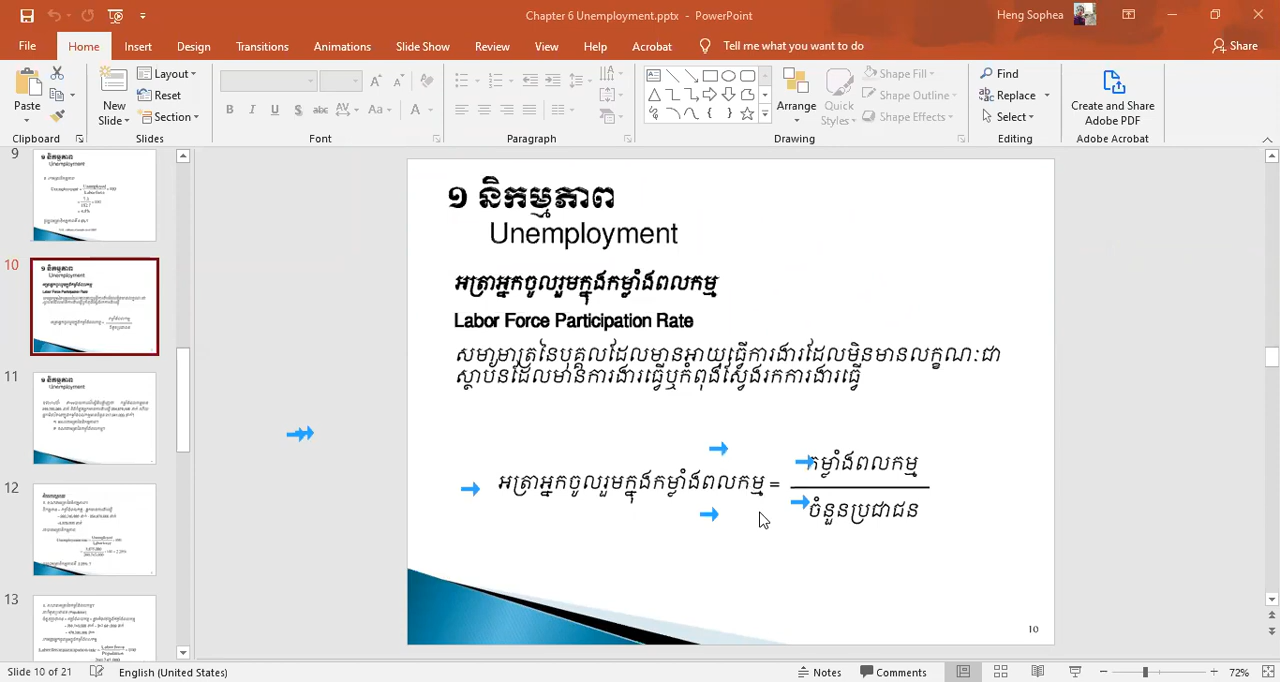 Chapter 6 Unemployment.pptx - PowerPoint
Heng Sophea
File Home Insert Design Transitions Animations Slide Show Review View Help Acrobat Tell me what you want to do Share
Paste
New Slide
Layout
Reset
Section
Arrange
Quick Styles
Shape Fill
Shape Outline
Shape Effects
Find
Replace
Select
Create and Share Adobe PDF
Clipboard Slides Font Paragraph Drawing Editing Adobe Acrobat
9
10
11
12
13
១ និកម្មភាព
Unemployment
អត្រាអ្នកចូលរួមក្នុងកម្លាំងពលកម្ម
Labor Force Participation Rate
សមាមាត្រនៃបុគ្គលដែលមានអាយុធ្វើការងារដែលមិនមានលក្ខណៈជា
ស្ថាប័នដែលមានការងារធ្វើឬកំពុងស្វែងរកការងារធ្វើ
អត្រាអ្នកចូលរួមក្នុងកម្លាំងពលកម្ម =
កម្លាំងពលកម្ម
ចំនួនប្រជាជន
10
Slide 10 of 21 English (United States) Notes Comments 72%